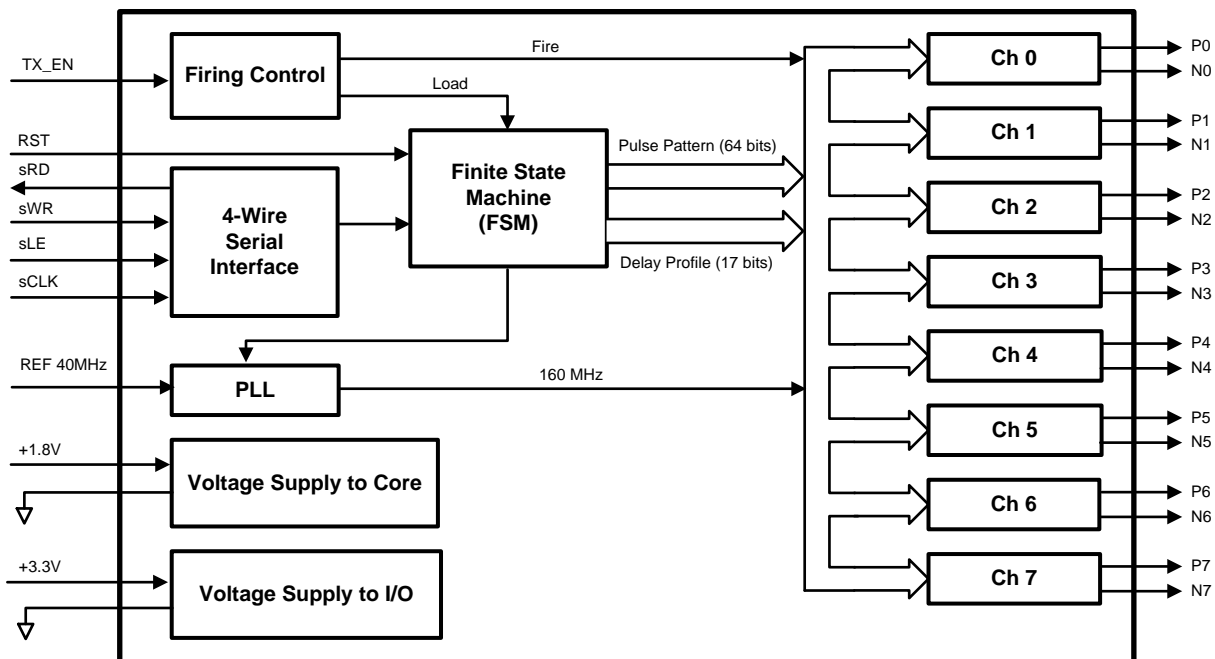 TX_EN
Firing Control
Fire
Load
RST
sRD
sWR
sLE
sCLK
4-Wire
Serial
Interface
Finite State
Machine
(FSM)
Pulse Pattern (64 bits)
Delay Profile (17 bits)
REF 40MHz
PLL
160 MHz
+1.8V
Voltage Supply to Core
+3.3V
Voltage Supply to I/O
Ch 0
P0
N0
Ch 1
P1
N1
Ch 2
P2
N2
Ch 3
P3
N3
Ch 4
P4
N4
Ch 5
P5
N5
Ch 6
P6
N6
Ch 7
P7
N7